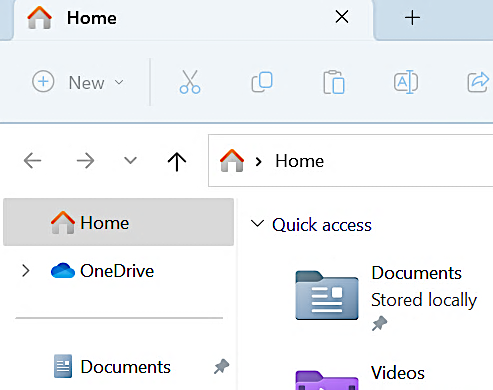 Home
New
Home
Home
Quick access
OneDrive
Documents
Stored locally
Documents
Videos